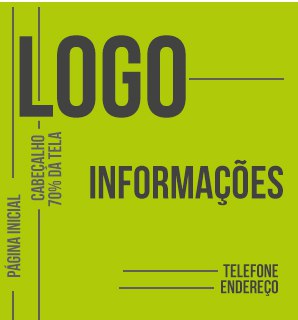 LOGO
CABEÇALHO
70% DA TELA
INFORMAÇÕES
PÁGINA INICIAL
TELEFONE
ENDEREÇO